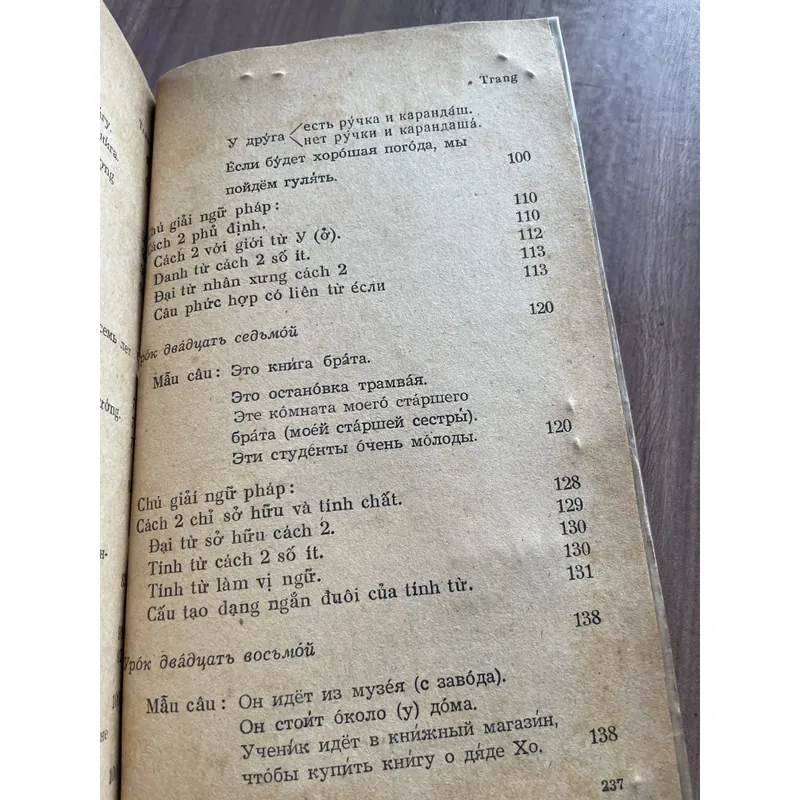 Trang
У дру́га
есть ру́чка и каранда́ш.
нет ру́чки и карандаша́.
Е́сли бу́дет хоро́шая пого́да, мы
пойдём гуля́ть. 100
Chú giải ngữ pháp: 110
Cách 2 phủ định. 110
Cách 2 với giới từ У (ở). 112
Danh từ cách 2 số ít. 113
Đại từ nhân xưng cách 2 113
Câu phức hợp có liên từ е́сли
Уро́к два́дцать седьмо́й 120
Mẫu câu: Это кни́га бра́та.
Это остано́вка трамва́я.
Эте ко́мната моего́ ста́ршего
бра́та (мое́й ста́ршей сестры́).
Эти студе́нты о́чень мо́лоды. 120
Chú giải ngữ pháp: 128
Cách 2 chỉ sở hữu và tính chất. 129
Đại từ sở hữu cách 2. 130
Tính từ cách 2 số ít. 130
Tính từ làm vị ngữ. 131
Cấu tạo dạng ngắn đuôi của tính từ.
Уро́к два́дцать восъмо́й 138
Mẫu câu: Он идёт из музе́я (с заво́да).
Он стои́т о́коло (у) до́ма.
Учени́к идёт в кни́жный магази́н,
что́бы купи́ть кни́гу о дя́де Хо. 138
237